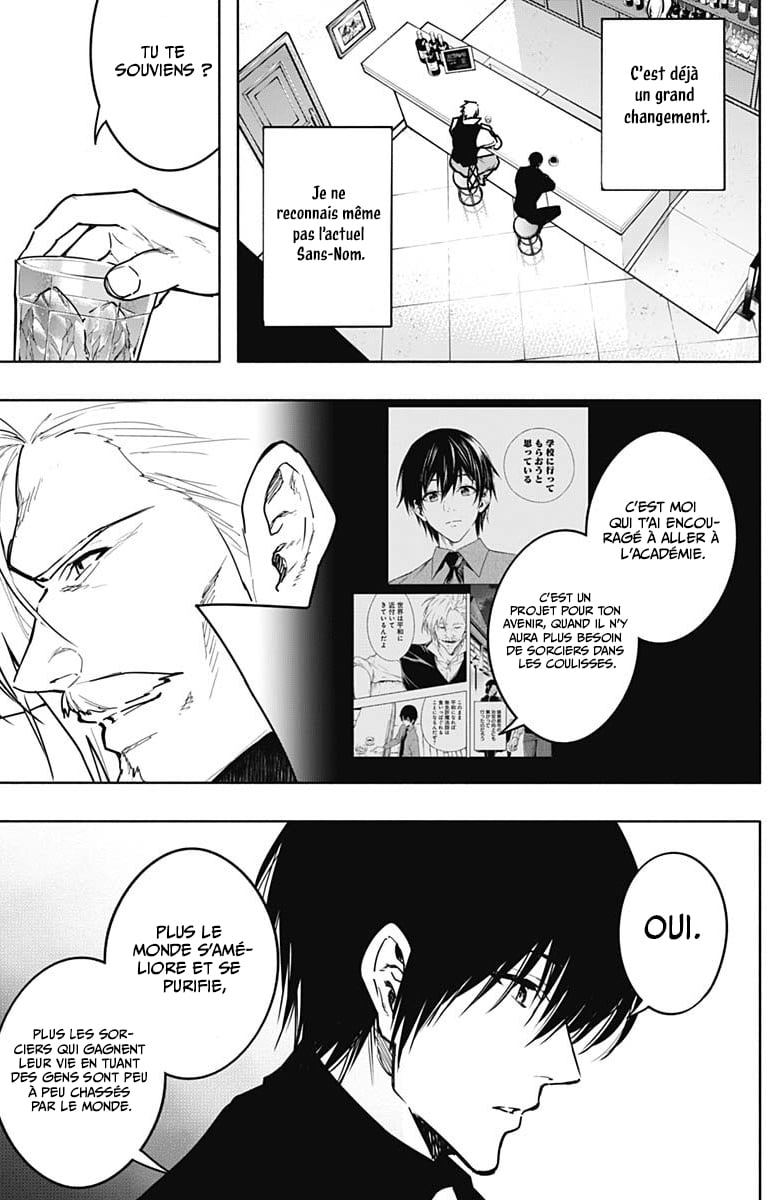 C'est déjà
un grand
changement.
Je ne
reconnais même
pas l'actuel
Sans-Nom.
TU TE
SOUVIENS ?
C'EST MOI
QUI T'AI ENCOU-
RAGÉ À ALLER À
L'ACADÉMIE.
C'EST UN
PROJET POUR TON
AVENIR, QUAND IL N'Y
AURA PLUS BESOIN
DE SORCIERS DANS
LES COULISSES.
学校に行って
もらおうと
思っている
世界は平和に
近付いて
きているんだよ
OUI.
PLUS LE
MONDE S'AMÉ-
LIORE ET SE
PURIFIE,
PLUS LES SOR-
CIERS QUI GAGNENT
LEUR VIE EN TUANT
DES GENS SONT PEU
À PEU CHASSÉS
PAR LE MONDE.